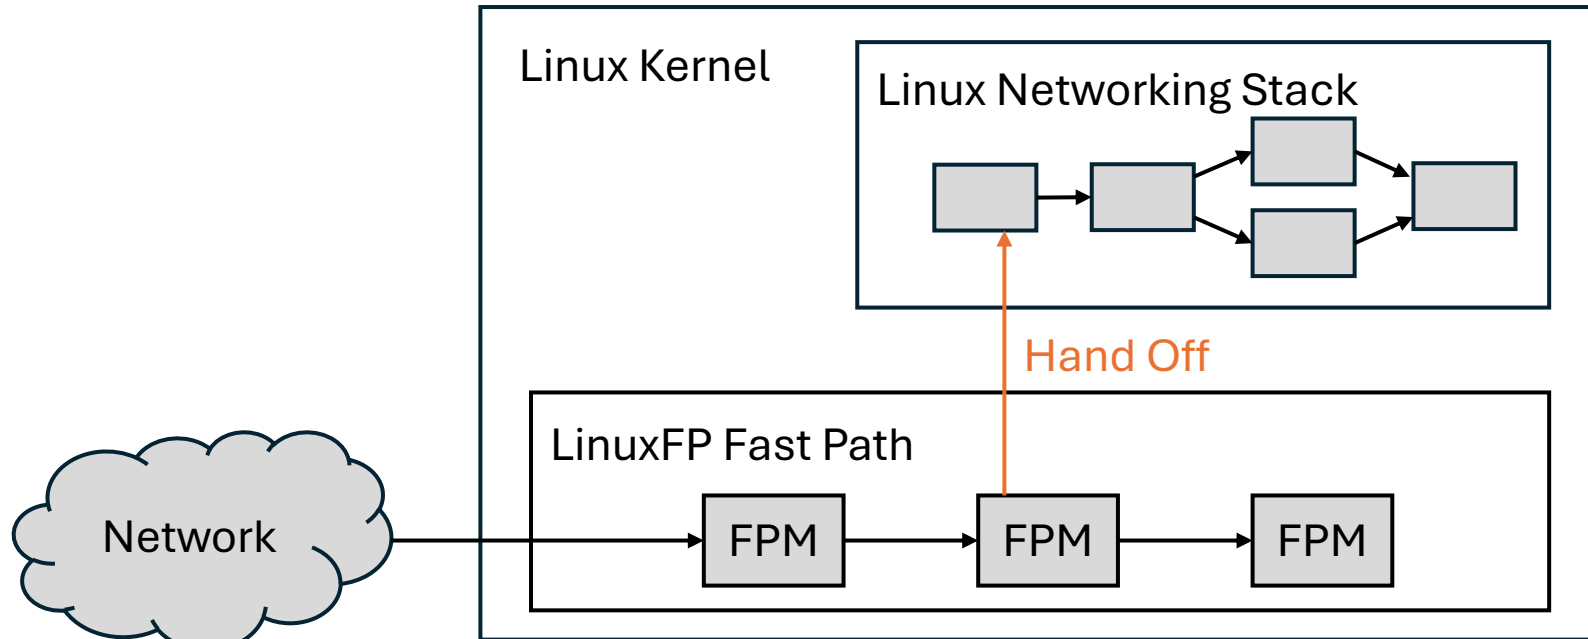 Linux Kernel
Linux Networking Stack
Hand Off
LinuxFP Fast Path
Network
FPM
FPM
FPM